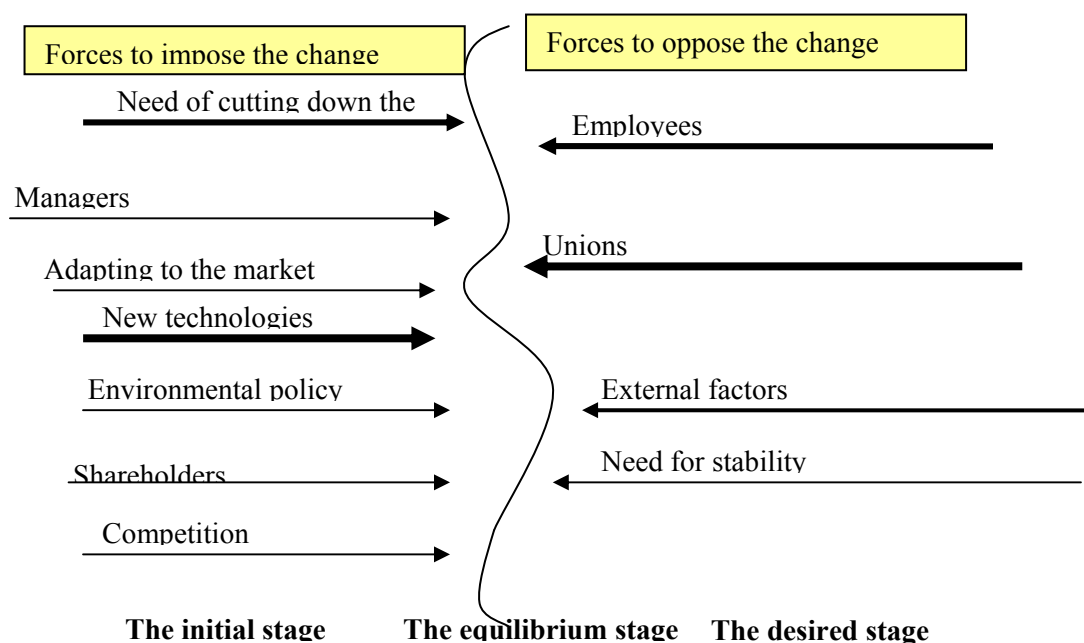 Forces to impose the change
Forces to oppose the change
Need of cutting down the
Employees
Managers
Unions
Adapting to the market
New technologies
Environmental policy
External factors
Shareholders
Need for stability
Competition
The initial stage
The equilibrium stage
The desired stage